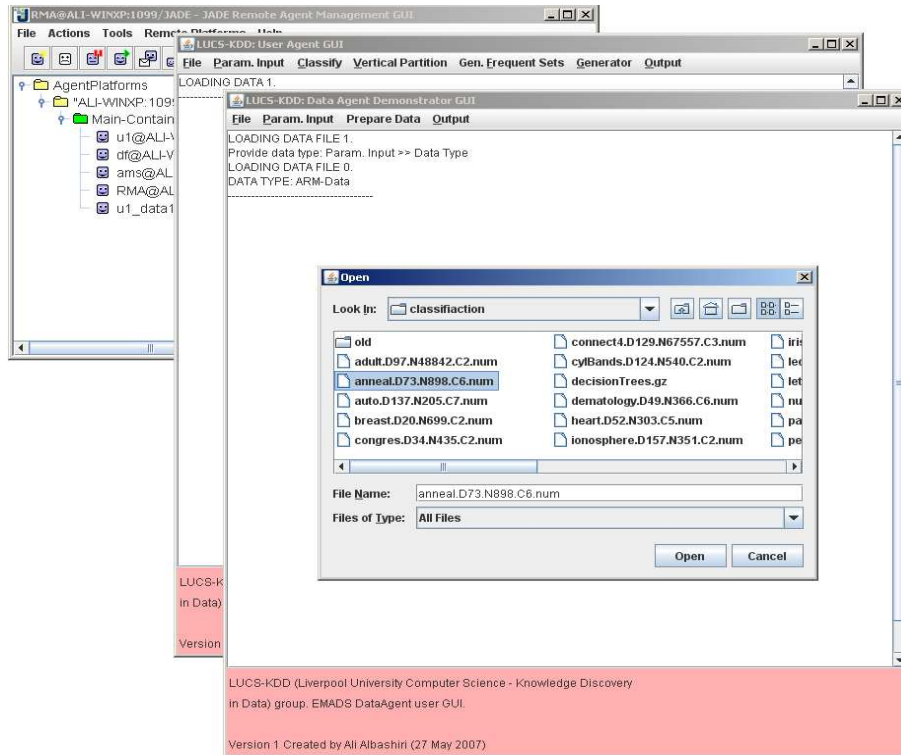 RMA@ALI-WINXP:1099/JADE - JADE Remote Agent Management GUI
File Actions Tools Remote Platforms Help
AgentPlatforms
"ALI-WINXP:109
Main-Contain
u1@ALI-V
df@ALI-V
ams@AL
RMA@AL
u1_data1
LUCS-KDD: User Agent GUI
File Param. Input Classify Vertical Partition Gen. Frequent Sets Generator Output
LOADING DATA 1.
LUCS-K
in Data)
Version
LUCS-KDD: Data Agent Demonstrator GUI
File Param. Input Prepare Data Output
LOADING DATA FILE 1.
Provide data type: Param. Input >> Data Type
LOADING DATA FILE 0.
DATA TYPE: ARM-Data
----------------------------------
Open
Look In: classifiaction
old
adult.D97.N48842.C2.num
anneal.D73.N898.C6.num
auto.D137.N205.C7.num
breast.D20.N699.C2.num
congres.D34.N435.C2.num
connect4.D129.N67557.C3.num
cylBands.D124.N540.C2.num
decisionTrees.gz
dematology.D49.N366.C6.num
heart.D52.N303.C5.num
ionosphere.D157.N351.C2.num
iri
le
let
nu
pa
pe
File Name: anneal.D73.N898.C6.num
Files of Type: All Files
Open Cancel
LUCS-KDD (Liverpool University Computer Science - Knowledge Discovery
in Data) group. EMADS DataAgent user GUI.
Version 1 Created by Ali Albashiri (27 May 2007)